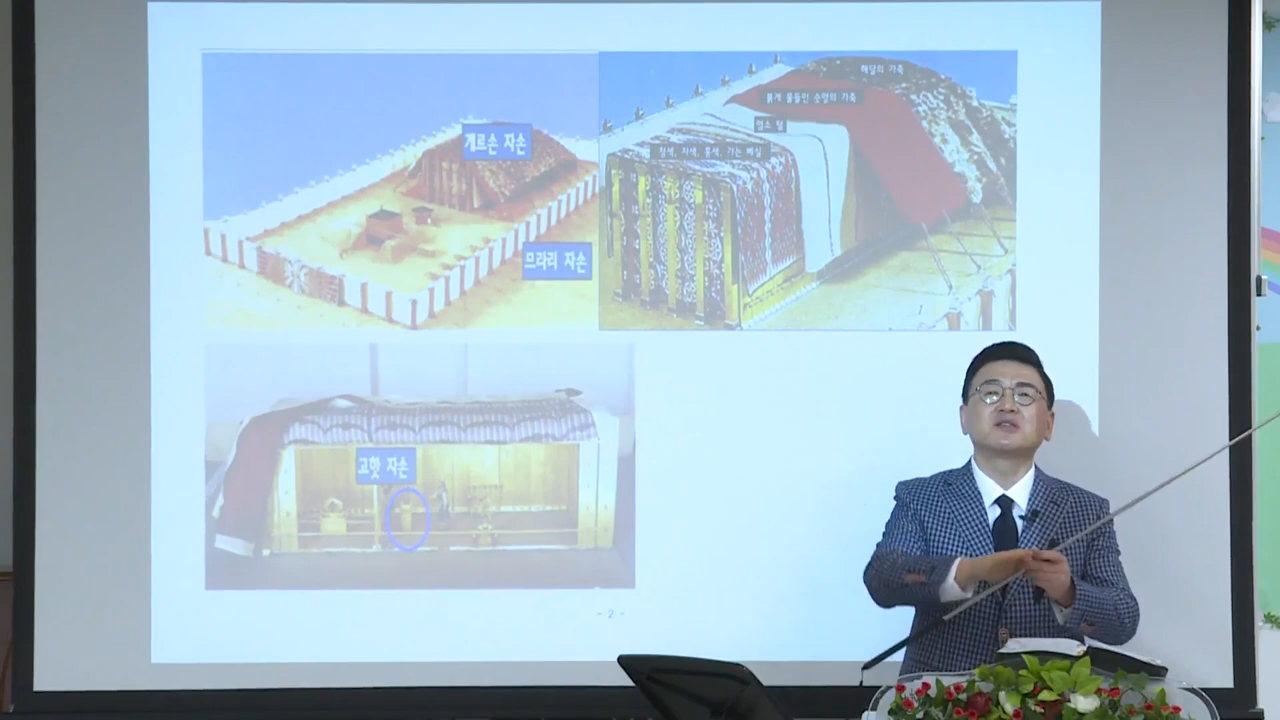 게르손 자손
므라리 자손
해달의 가죽
붉게 물들인 순양의 가죽
염소 털
청색, 자색, 홍색, 가는 베실
고핫 자손
- 2 -